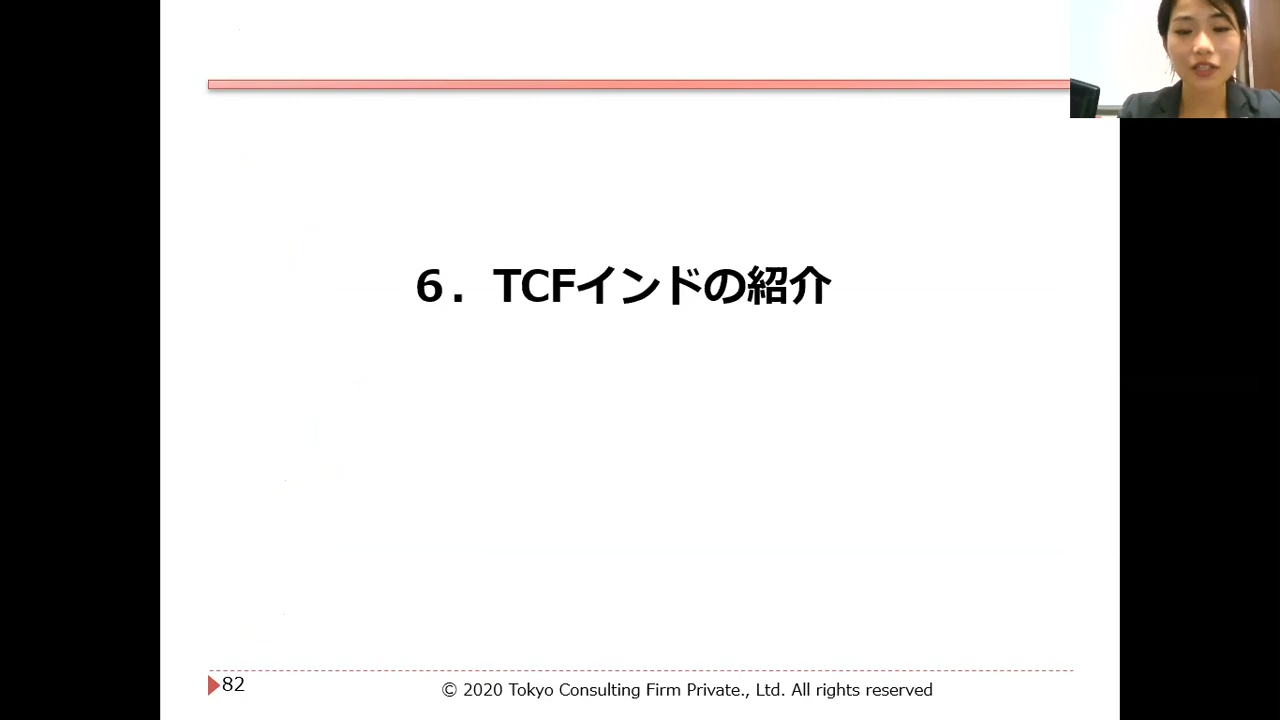 6．TCFインドの紹介
82
© 2020 Tokyo Consulting Firm Private., Ltd. All rights reserved